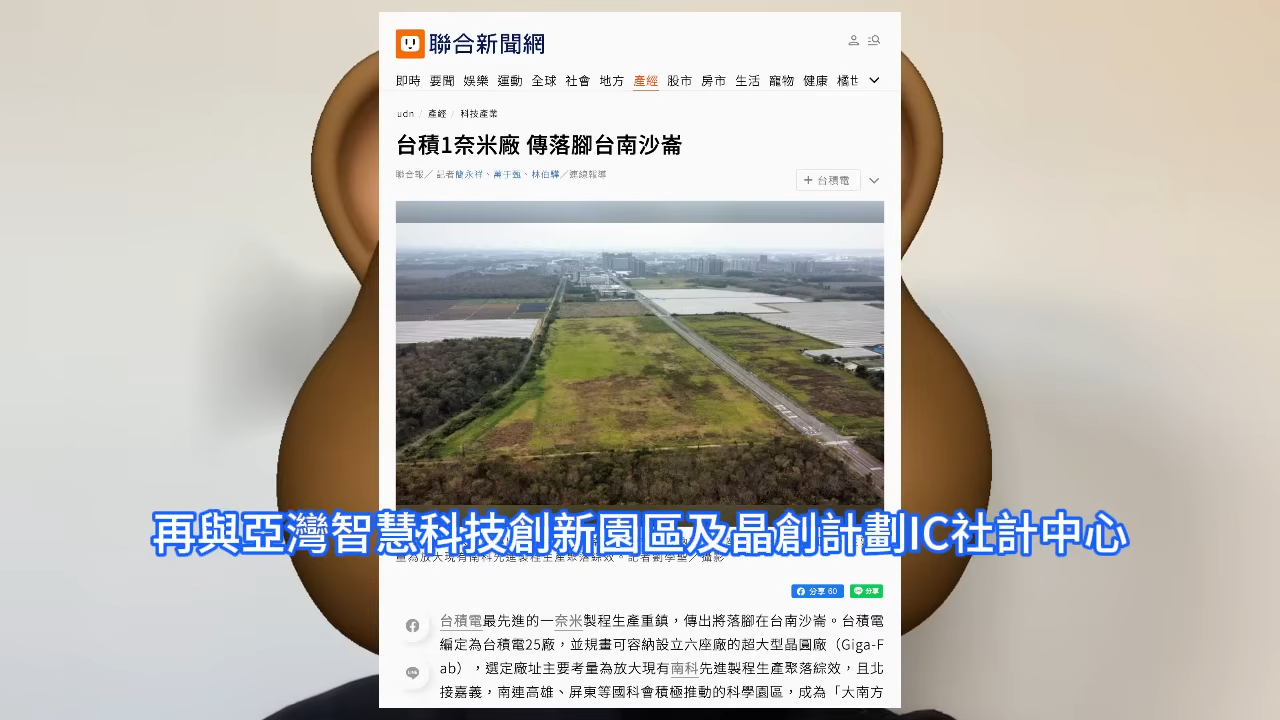 聯合新聞網
即時 要聞 娛樂 運動 全球 社會 地方 產經 股市 房市 生活 寵物 健康 橘世
udn / 產經 / 科技產業
台積1奈米廠 傳落腳台南沙崙
聯合報／ 記者簡永祥、萬于甄、林伯驊／連線報導
+ 台積電
再與亞灣智慧科技創新園區及晶創計劃IC社計中心
分享 60
分享
台積電最先進的一奈米製程生產重鎮，傳出將落腳在台南沙崙。台積電
編定為台積電25廠，並規畫可容納設立六座廠的超大型晶圓廠（Giga-F
ab），選定廠址主要考量為放大現有南科先進製程生產聚落綜效，且北
接嘉義，南連高雄、屏東等國科會積極推動的科學園區，成為「大南方